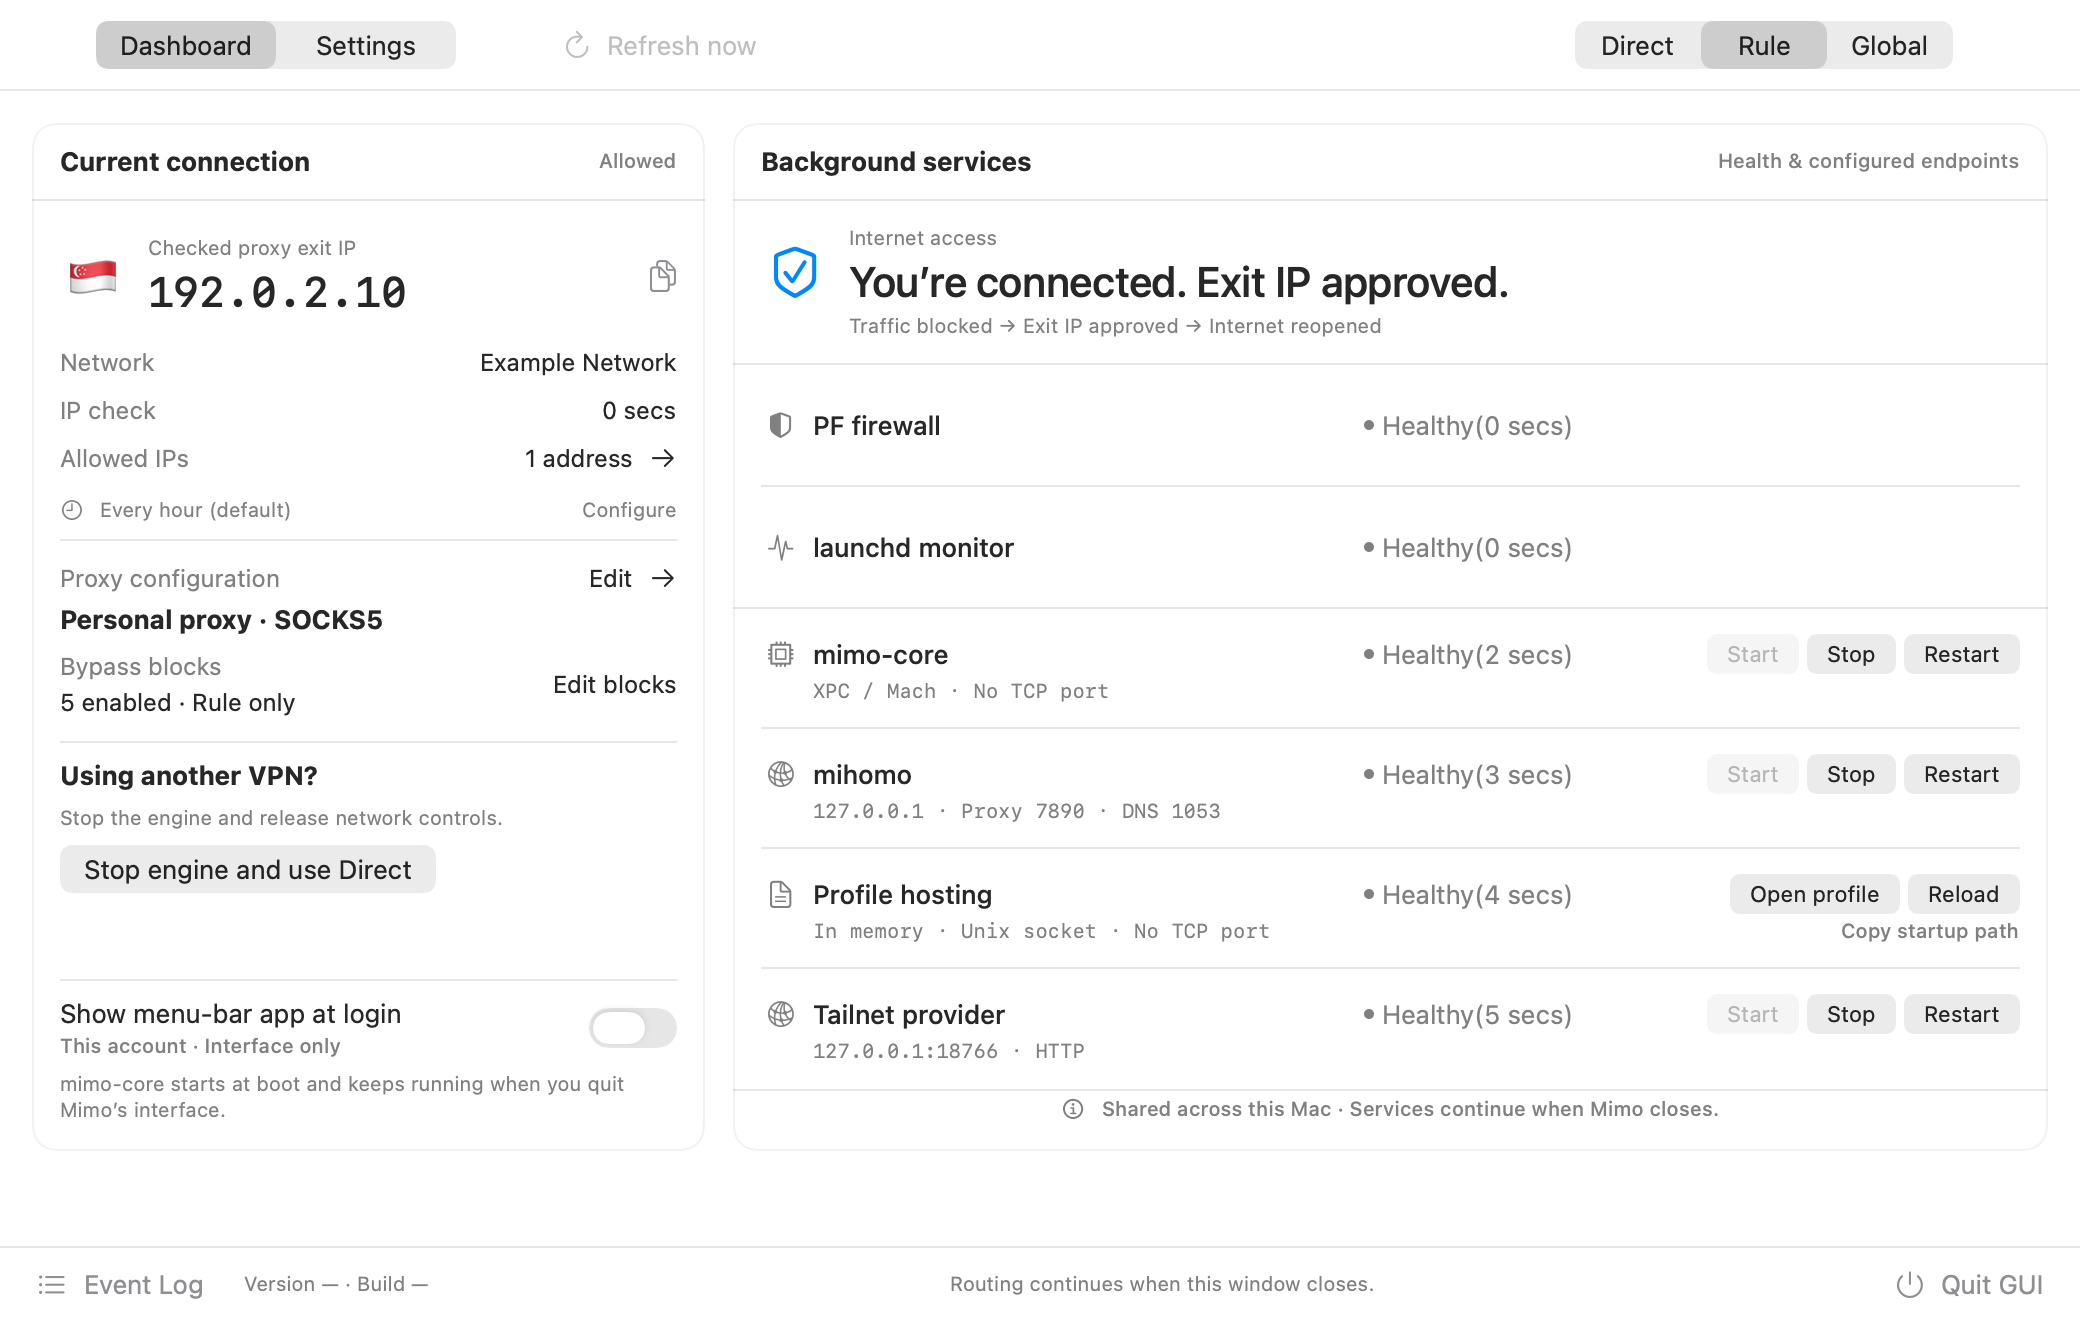 Dashboard
Settings
Refresh now
Direct
Rule
Global
Current connection
Allowed
Checked proxy exit IP
192.0.2.10
Network
Example Network
IP check
0 secs
Allowed IPs
1 address →
Every hour (default)
Configure
Proxy configuration
Edit →
Personal proxy · SOCKS5
Bypass blocks
5 enabled · Rule only
Edit blocks
Using another VPN?
Stop the engine and release network controls.
Stop engine and use Direct
Show menu-bar app at login
This account · Interface only
mimo-core starts at boot and keeps running when you quit
Mimo’s interface.
Background services
Health & configured endpoints
Internet access
You’re connected. Exit IP approved.
Traffic blocked → Exit IP approved → Internet reopened
PF firewall
Healthy(0 secs)
launchd monitor
Healthy(0 secs)
mimo-core
Healthy(2 secs)
Start
Stop
Restart
XPC / Mach · No TCP port
mihomo
Healthy(3 secs)
Start
Stop
Restart
127.0.0.1 · Proxy 7890 · DNS 1053
Profile hosting
Healthy(4 secs)
Open profile
Reload
In memory · Unix socket · No TCP port
Copy startup path
Tailnet provider
Healthy(5 secs)
Start
Stop
Restart
127.0.0.1:18766 · HTTP
Shared across this Mac · Services continue when Mimo closes.
Event Log
Version — · Build —
Routing continues when this window closes.
Quit GUI